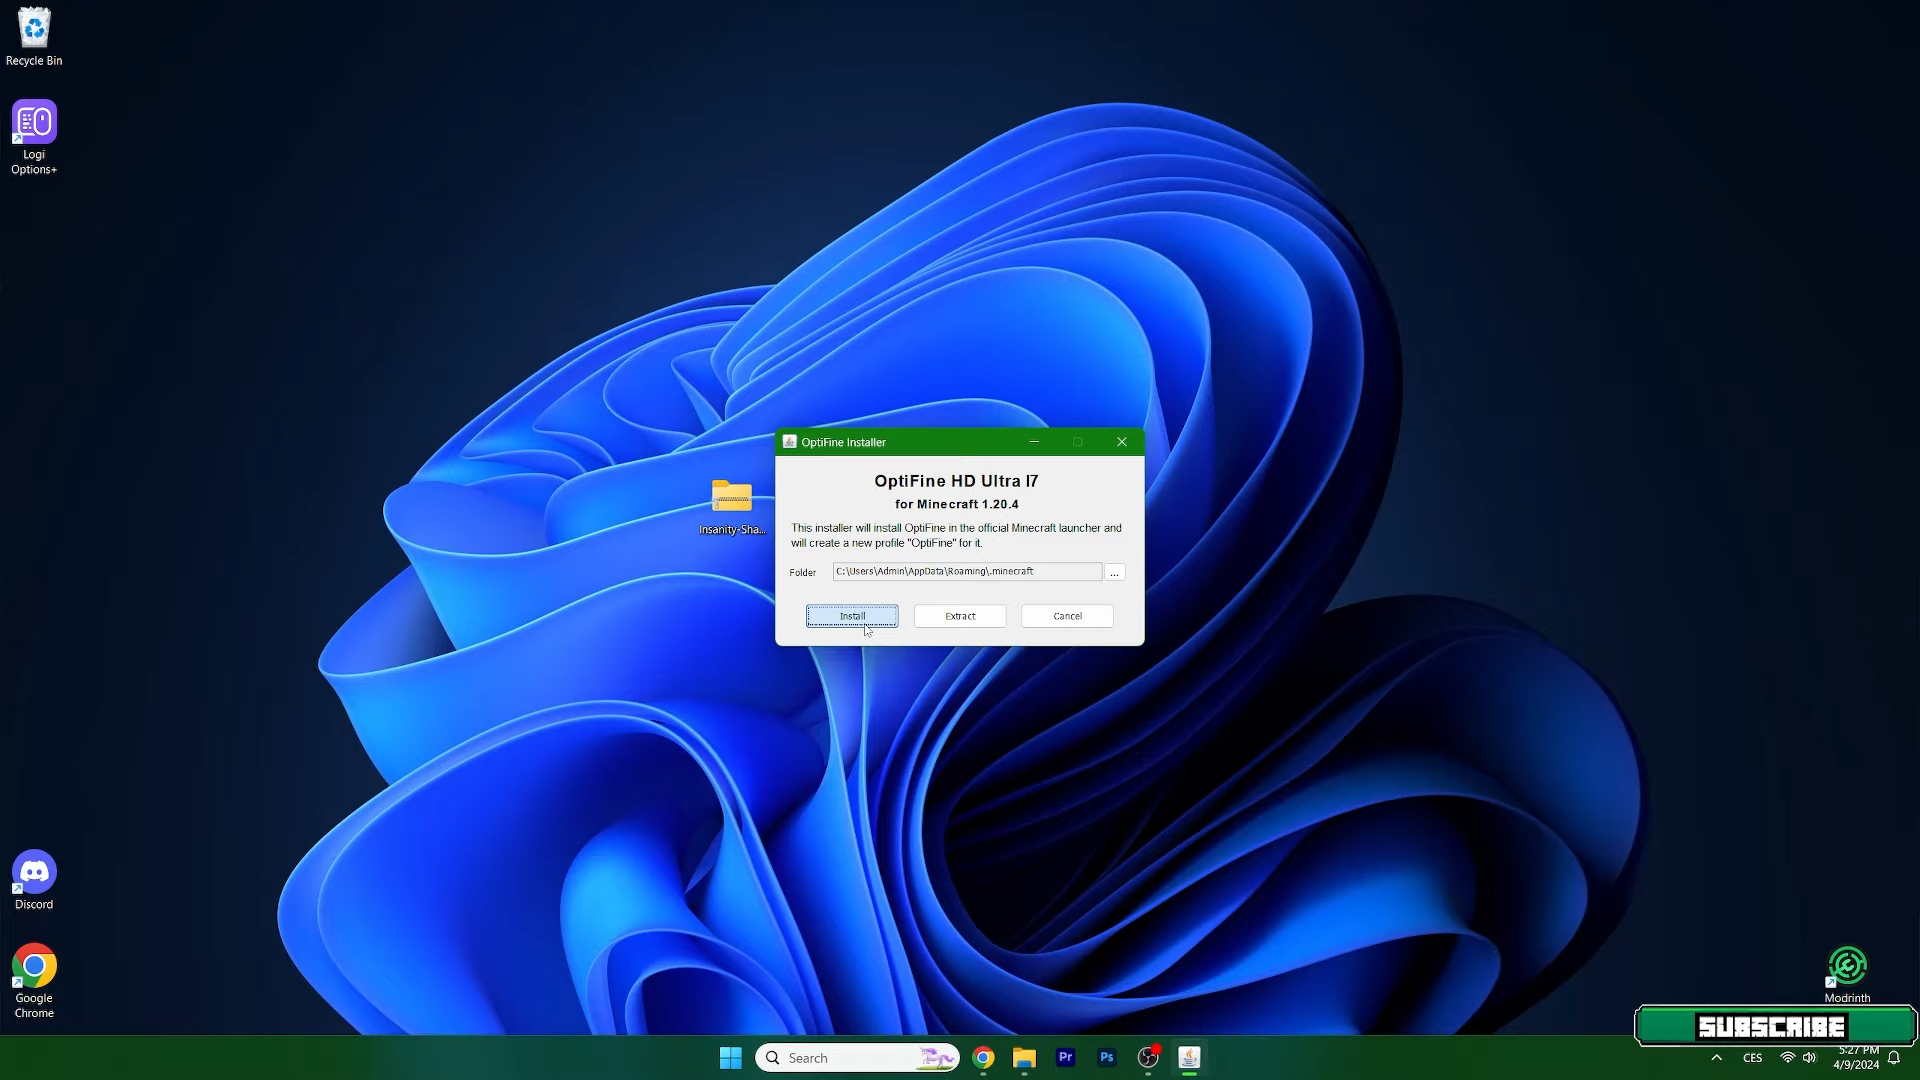 Recycle Bin
Logi
Options+
OptiFine Installer
OptiFine HD Ultra I7
for Minecraft 1.20.4
This installer will install OptiFine in the official Minecraft launcher and
will create a new profile "OptiFine" for it.
Folder
C:\Users\Admin\AppData\Roaming\.minecraft
...
Install
Extract
Cancel
Insanity-Sha...
Discord
Google
Chrome
Modrinth
SUBSCRIBE
Search
Pr
Ps
CES
5:27 PM
4/9/2024